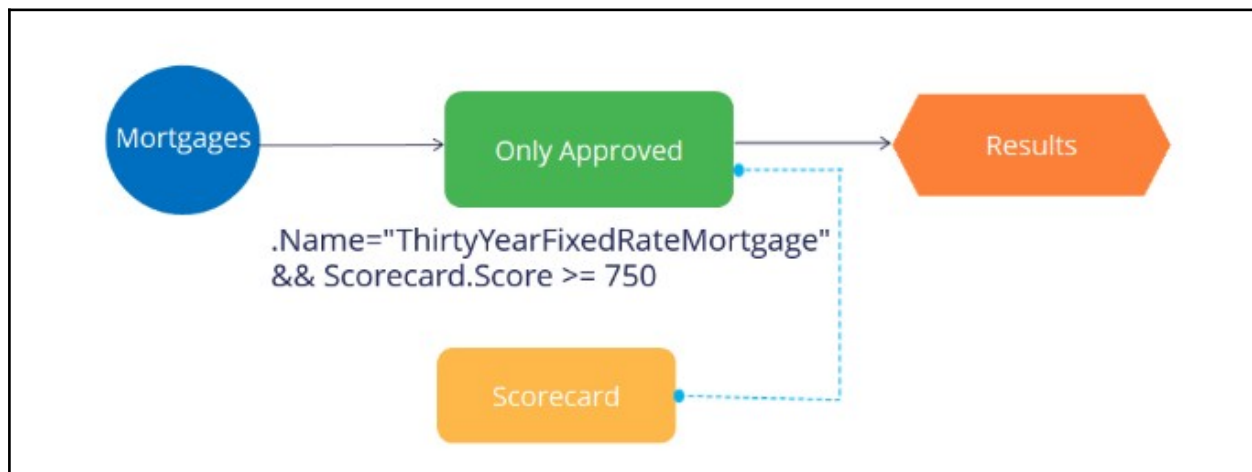 Mortgages
Only Approved
Results
.Name="ThirtyYearFixedRateMortgage"
&& Scorecard.Score >= 750
Scorecard